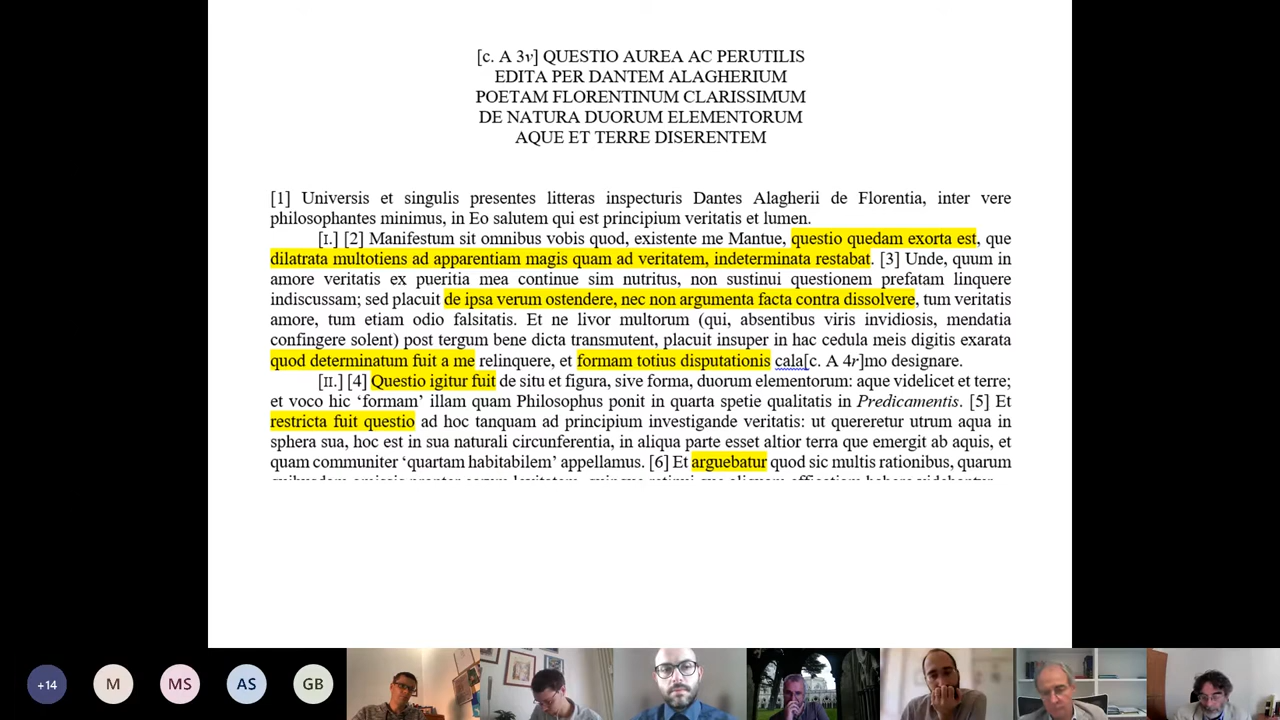 [c. A 3v] QUESTIO AUREA AC PERUTILIS
EDITA PER DANTEM ALAGHERIUM
POETAM FLORENTINUM CLARISSIMUM
DE NATURA DUORUM ELEMENTORUM
AQUE ET TERRE DISERENTEM
[1] Universis et singulis presentes litteras inspecturis Dantes Alagherii de Florentia, inter vere
philosophantes minimus, in Eo salutem qui est principium veritatis et lumen.
[I.] [2] Manifestum sit omnibus vobis quod, existente me Mantue, questio quedam exorta est, que
dilatrata multotiens ad apparentiam magis quam ad veritatem, indeterminata restabat. [3] Unde, quum in
amore veritatis ex pueritia mea continue sim nutritus, non sustinui questionem prefatam linquere
indiscussam; sed placuit de ipsa verum ostendere, nec non argumenta facta contra dissolvere, tum veritatis
amore, tum etiam odio falsitatis. Et ne livor multorum (qui, absentibus viris invidiosis, mendatia
confingere solent) post tergum bene dicta transmutent, placuit insuper in hac cedula meis digitis exarata
quod determinatum fuit a me relinquere, et formam totius disputationis cala[c. A 4r]mo designare.
[II.] [4] Questio igitur fuit de situ et figura, sive forma, duorum elementorum: aque videlicet et terre;
et voco hic ‘formam’ illam quam Philosophus ponit in quarta spetie qualitatis in Predicamentis. [5] Et
restricta fuit questio ad hoc tanquam ad principium investigande veritatis: ut quereretur utrum aqua in
sphera sua, hoc est in sua naturali circunferentia, in aliqua parte esset altior terra que emergit ab aquis, et
quam communiter ‘quartam habitabilem’ appellamus. [6] Et arguebatur quod sic multis rationibus, quarum
+14
M
MS
AS
GB